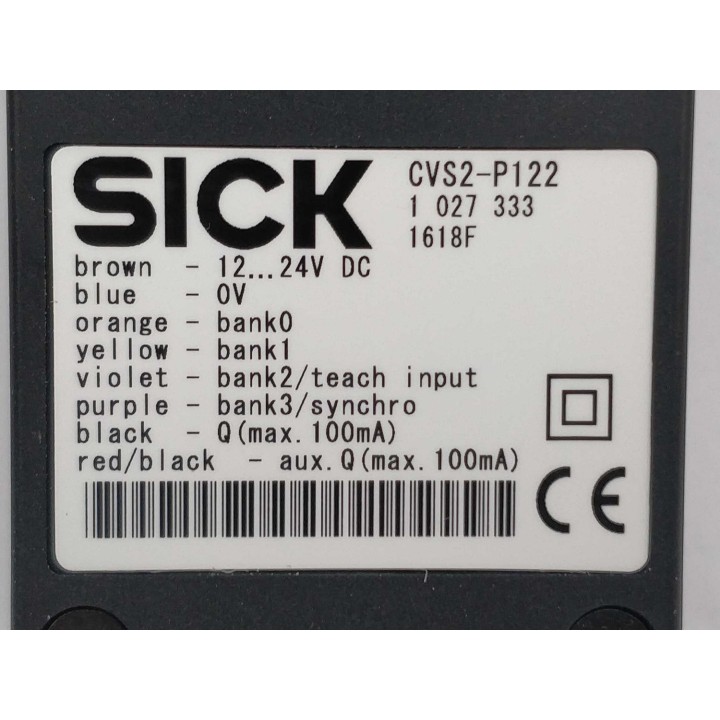 SICK
CVS2-P122
1 027 333
1618F
brown - 12...24V DC
blue - 0V
orange - bank0
yellow - bank1
violet - bank2/teach input
purple - bank3/synchro
black - Q(max.100mA)
red/black - aux.Q(max.100mA)
CE